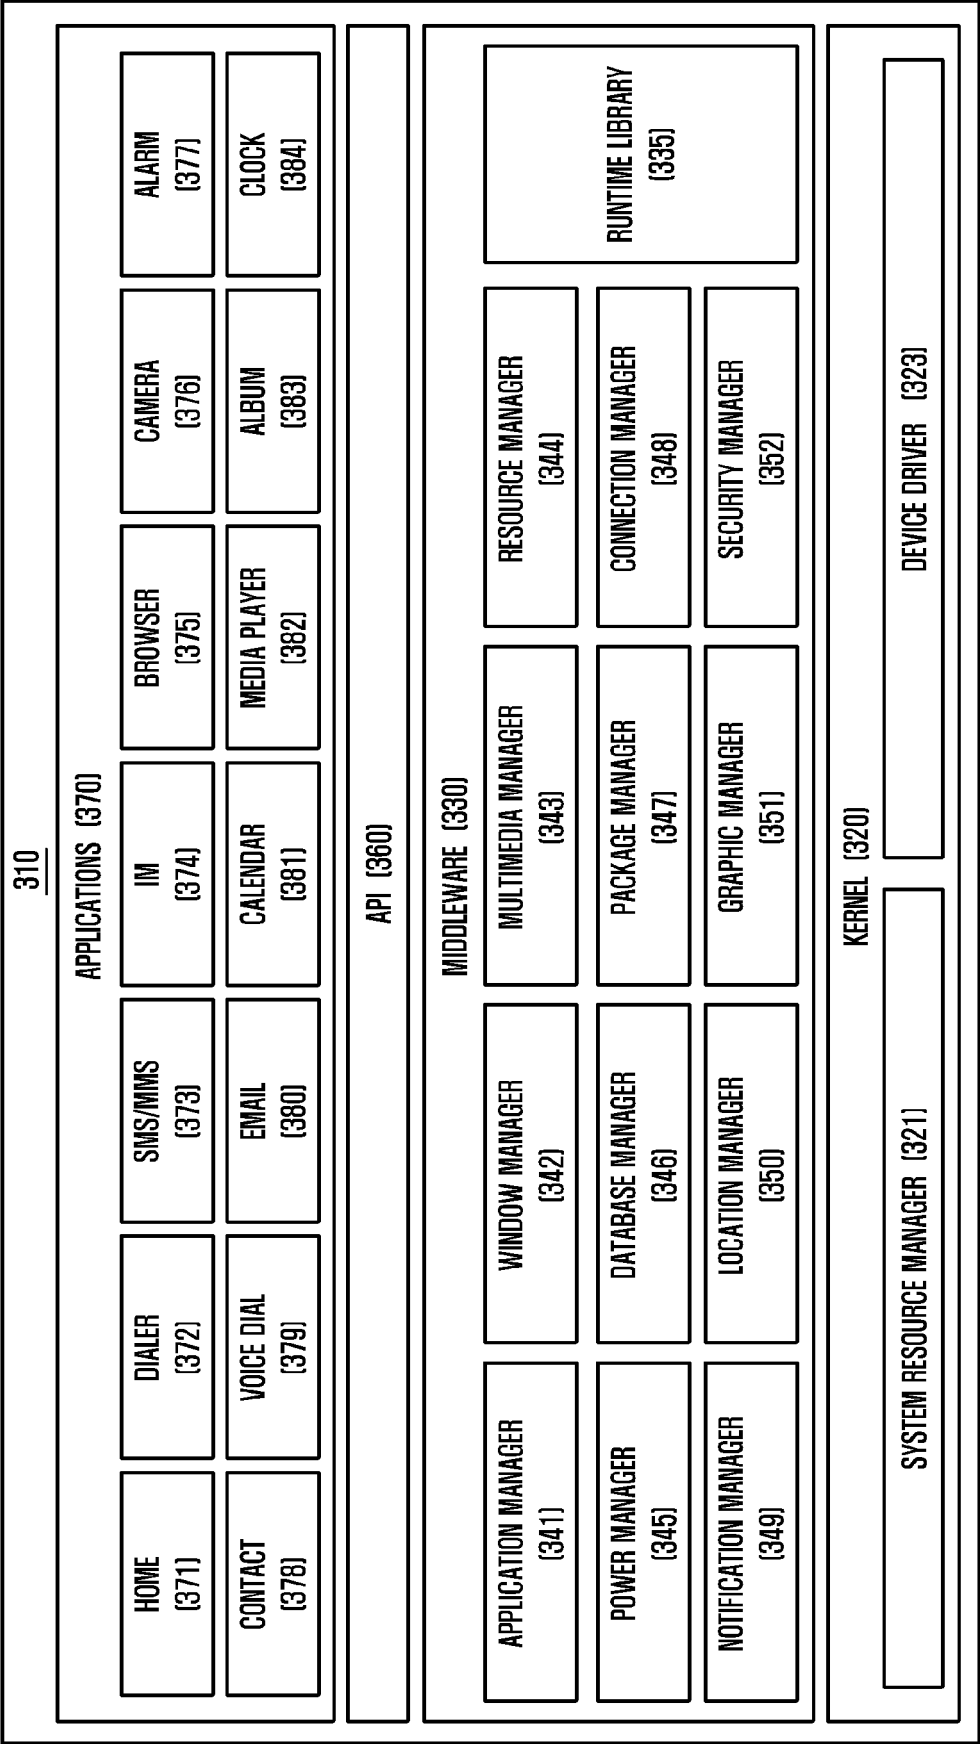 310
APPLICATIONS (370)
HOME
(371)
DIALER
(372)
SMS/MMS
(373)
IM
(374)
BROWSER
(375)
CAMERA
(376)
ALARM
(377)
CONTACT
(378)
VOICE DIAL
(379)
EMAIL
(380)
CALENDAR
(381)
MEDIA PLAYER
(382)
ALBUM
(383)
CLOCK
(384)
API (360)
MIDDLEWARE (330)
APPLICATION MANAGER
(341)
WINDOW MANAGER
(342)
MULTIMEDIA MANAGER
(343)
RESOURCE MANAGER
(344)
POWER MANAGER
(345)
DATABASE MANAGER
(346)
PACKAGE MANAGER
(347)
CONNECTION MANAGER
(348)
NOTIFICATION MANAGER
(349)
LOCATION MANAGER
(350)
GRAPHIC MANAGER
(351)
SECURITY MANAGER
(352)
RUNTIME LIBRARY
(335)
KERNEL (320)
SYSTEM RESOURCE MANAGER (321)
DEVICE DRIVER (323)